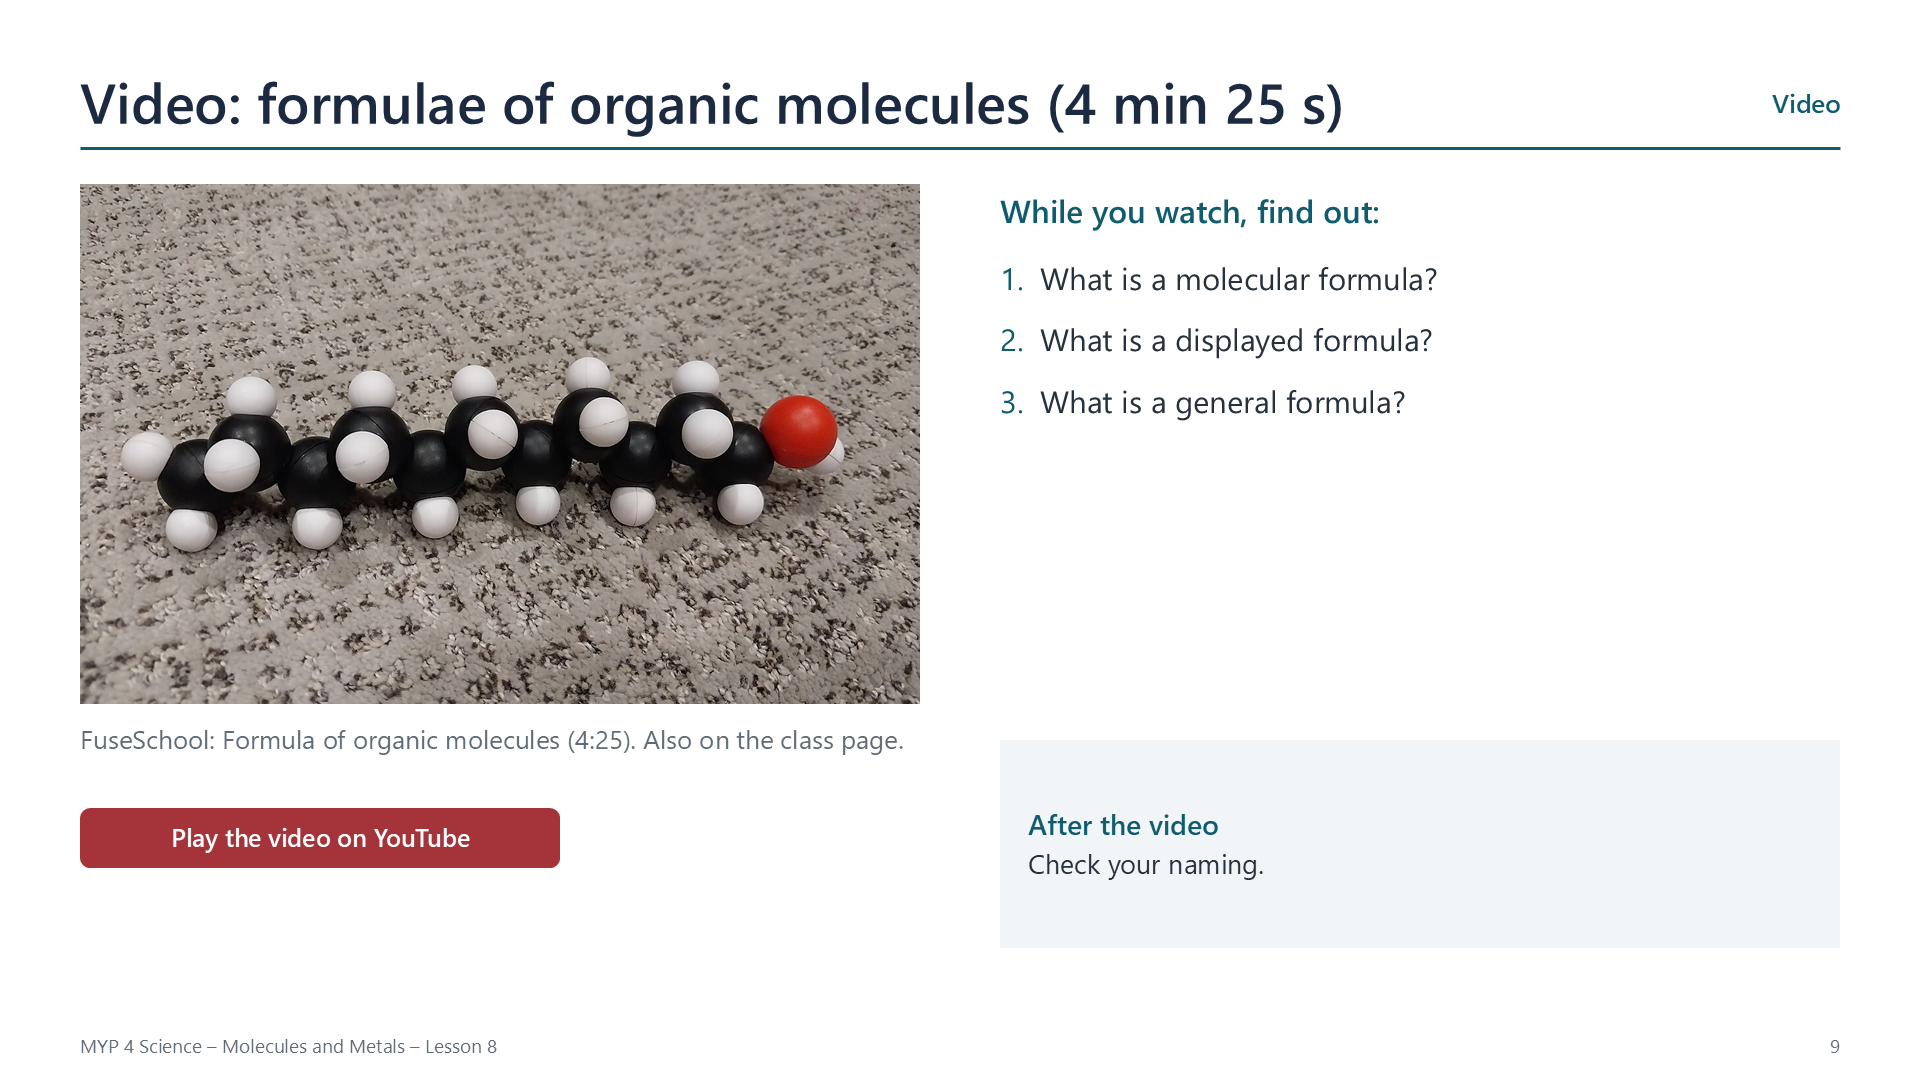 Video: formulae of organic molecules (4 min 25 s)
Video
FuseSchool: Formula of organic molecules (4:25). Also on the class page.
Play the video on YouTube
While you watch, find out:
1. What is a molecular formula?
2. What is a displayed formula?
3. What is a general formula?
After the video
Check your naming.
MYP 4 Science – Molecules and Metals – Lesson 8
9